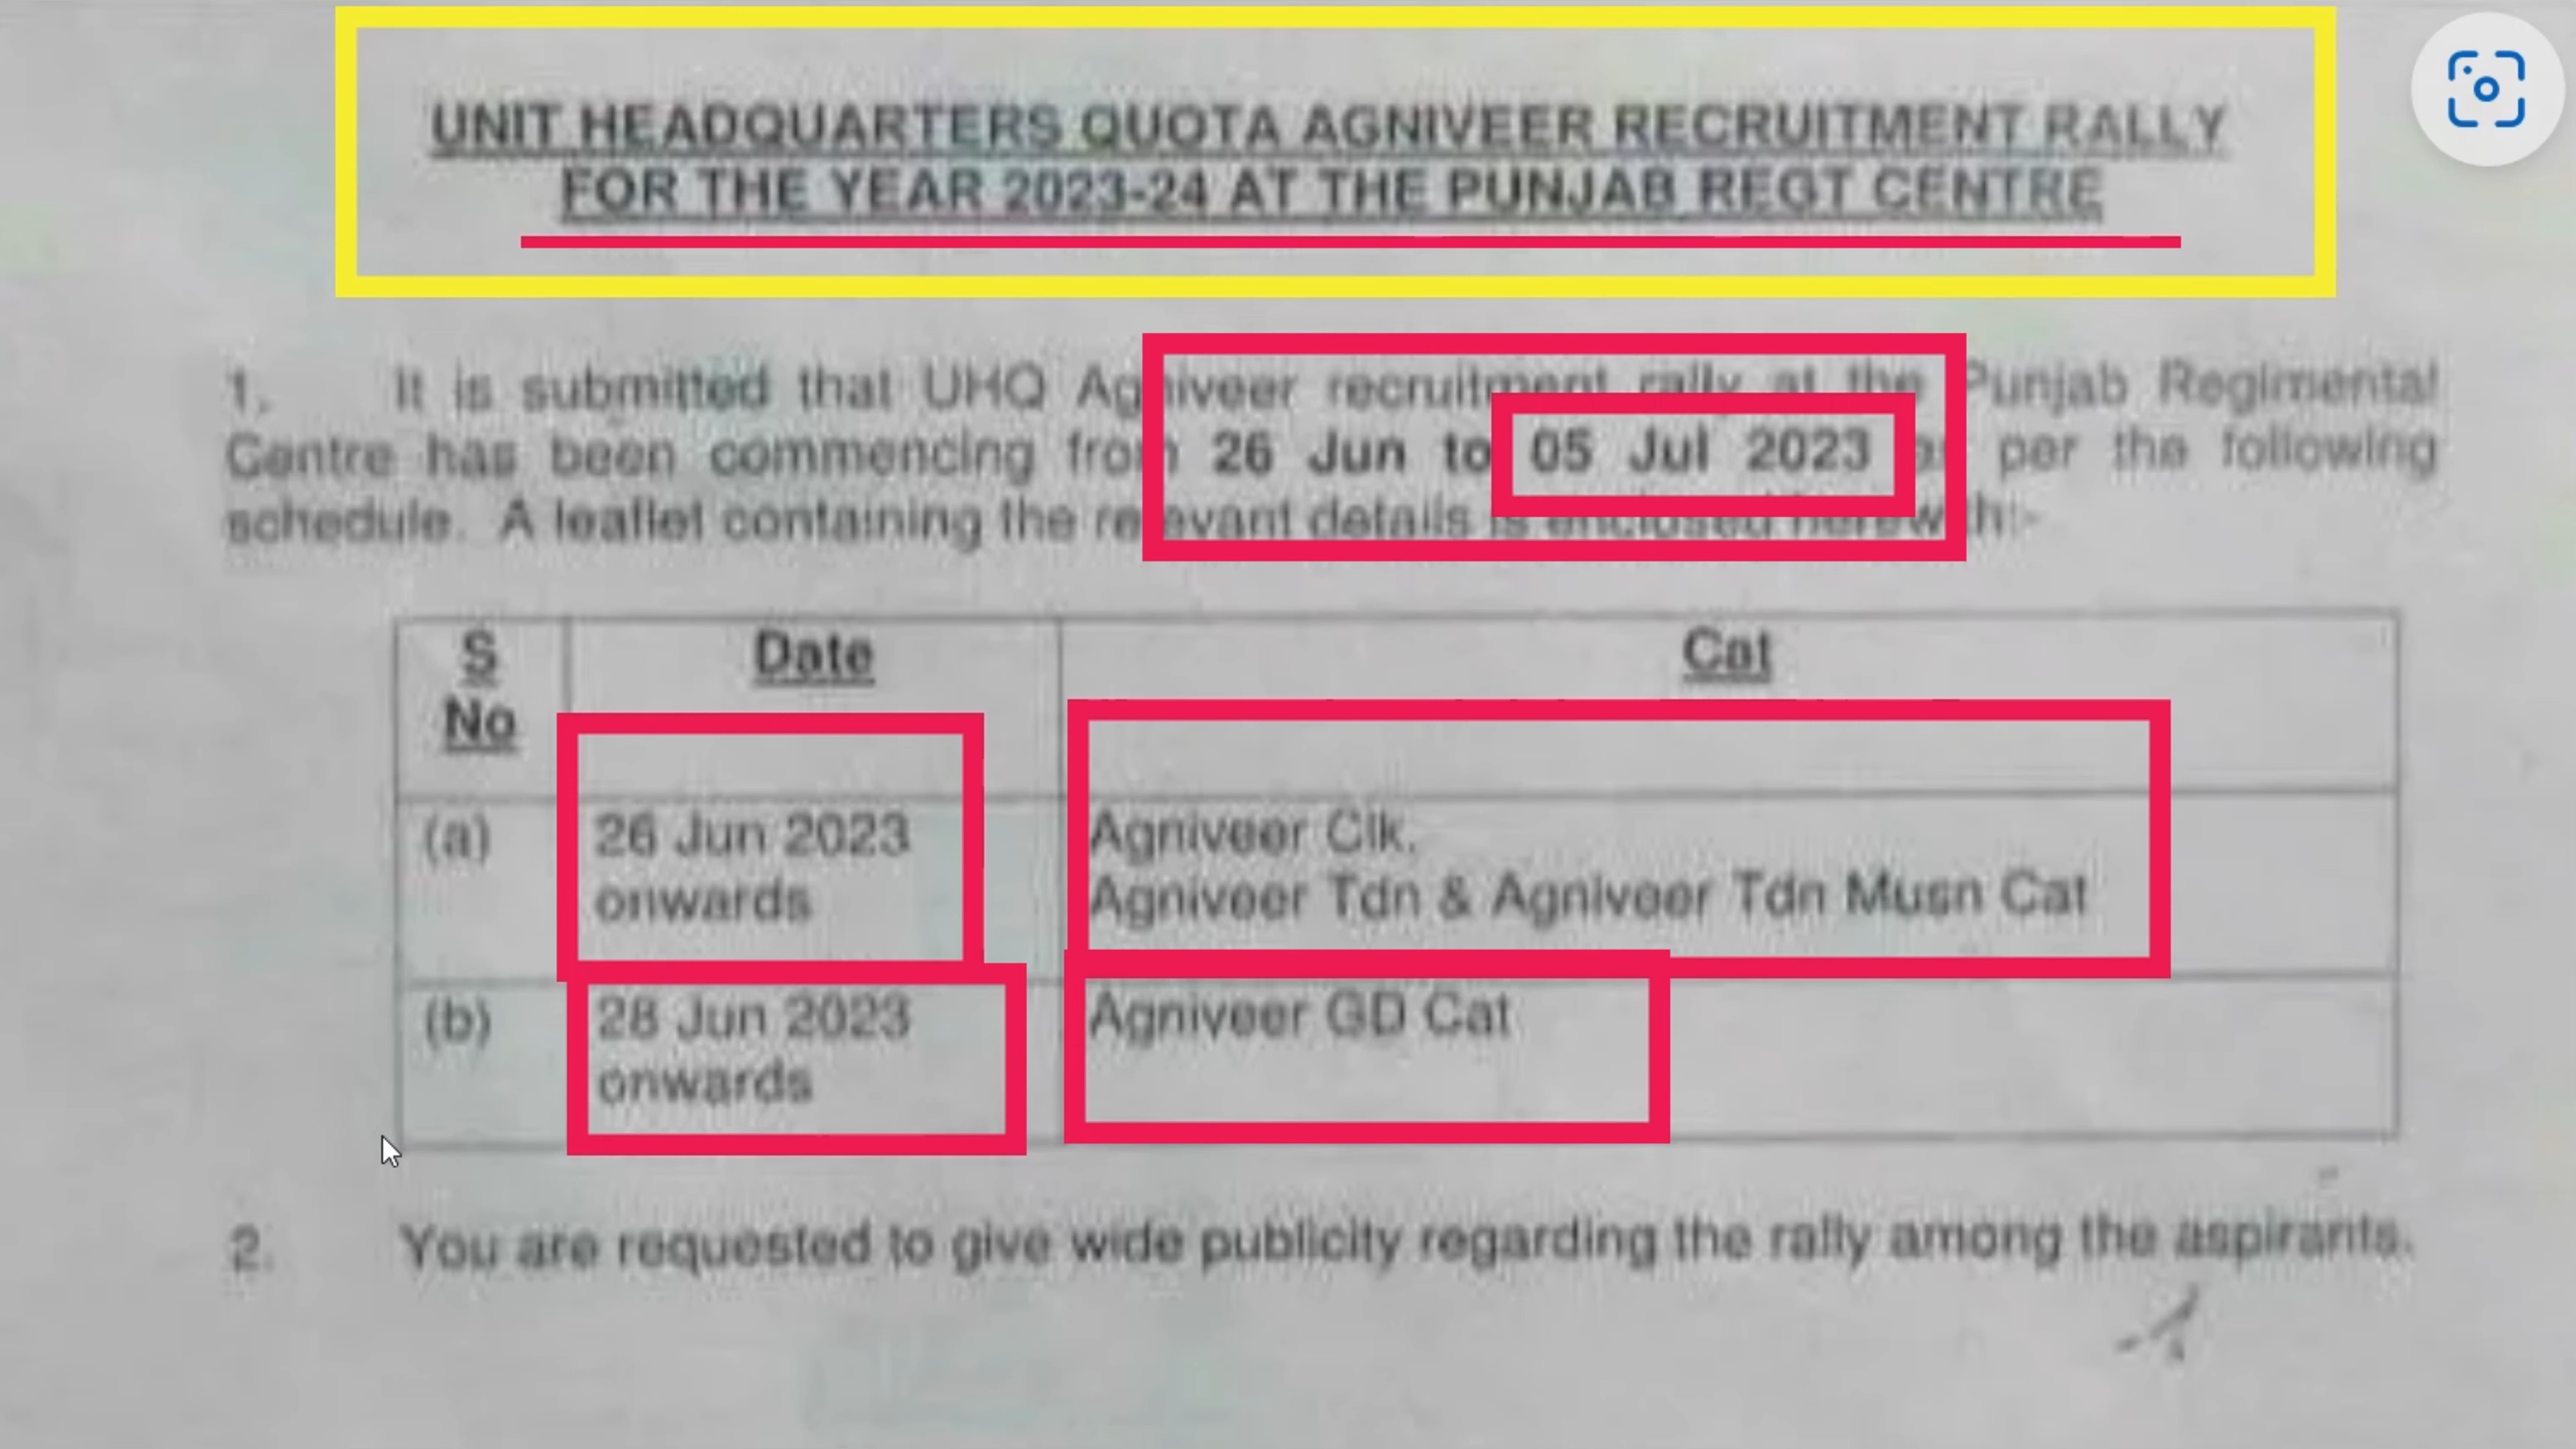 UNIT HEADQUARTERS QUOTA AGNIVEER RECRUITMENT RALLY
FOR THE YEAR 2023-24 AT THE PUNJAB REGT CENTRE
1. It is submitted that UHQ Agniveer recruitment rally at the Punjab Regimental
Centre has been commencing from 26 Jun to 05 Jul 2023 as per the following
schedule. A leaflet containing the relevant details is enclosed herewith:-
S No Date Cat
(a) 26 Jun 2023 onwards Agniveer Clk, 
Agniveer Tdn & Agniveer Tdn Musn Cat
(b) 28 Jun 2023 onwards Agniveer GD Cat
2. You are requested to give wide publicity regarding the rally among the aspirants.